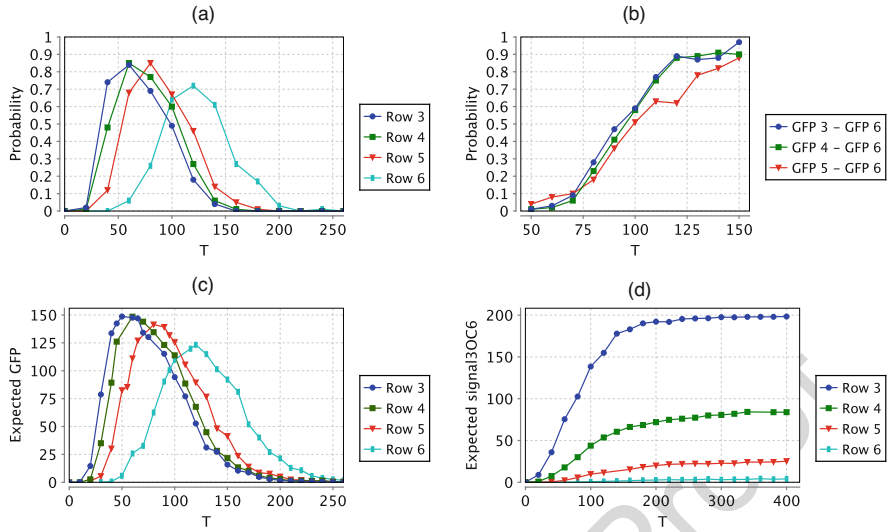 (a)
1
0.9
0.8
0.7
0.6
0.5
0.4
0.3
0.2
0.1
0
Probability
0 50 100 150 200 250
T
Row 3
Row 4
Row 5
Row 6
(b)
1
0.9
0.8
0.7
0.6
0.5
0.4
0.3
0.2
0.1
0
Probability
50 75 100 125 150
T
GFP 3 – GFP 6
GFP 4 – GFP 6
GFP 5 – GFP 6
(c)
150
125
100
75
50
25
0
Expected GFP
0 50 100 150 200 250
T
Row 3
Row 4
Row 5
Row 6
(d)
200
150
100
50
0
Expected signal3OC6
0 100 200 300 400
T
Row 3
Row 4
Row 5
Row 6